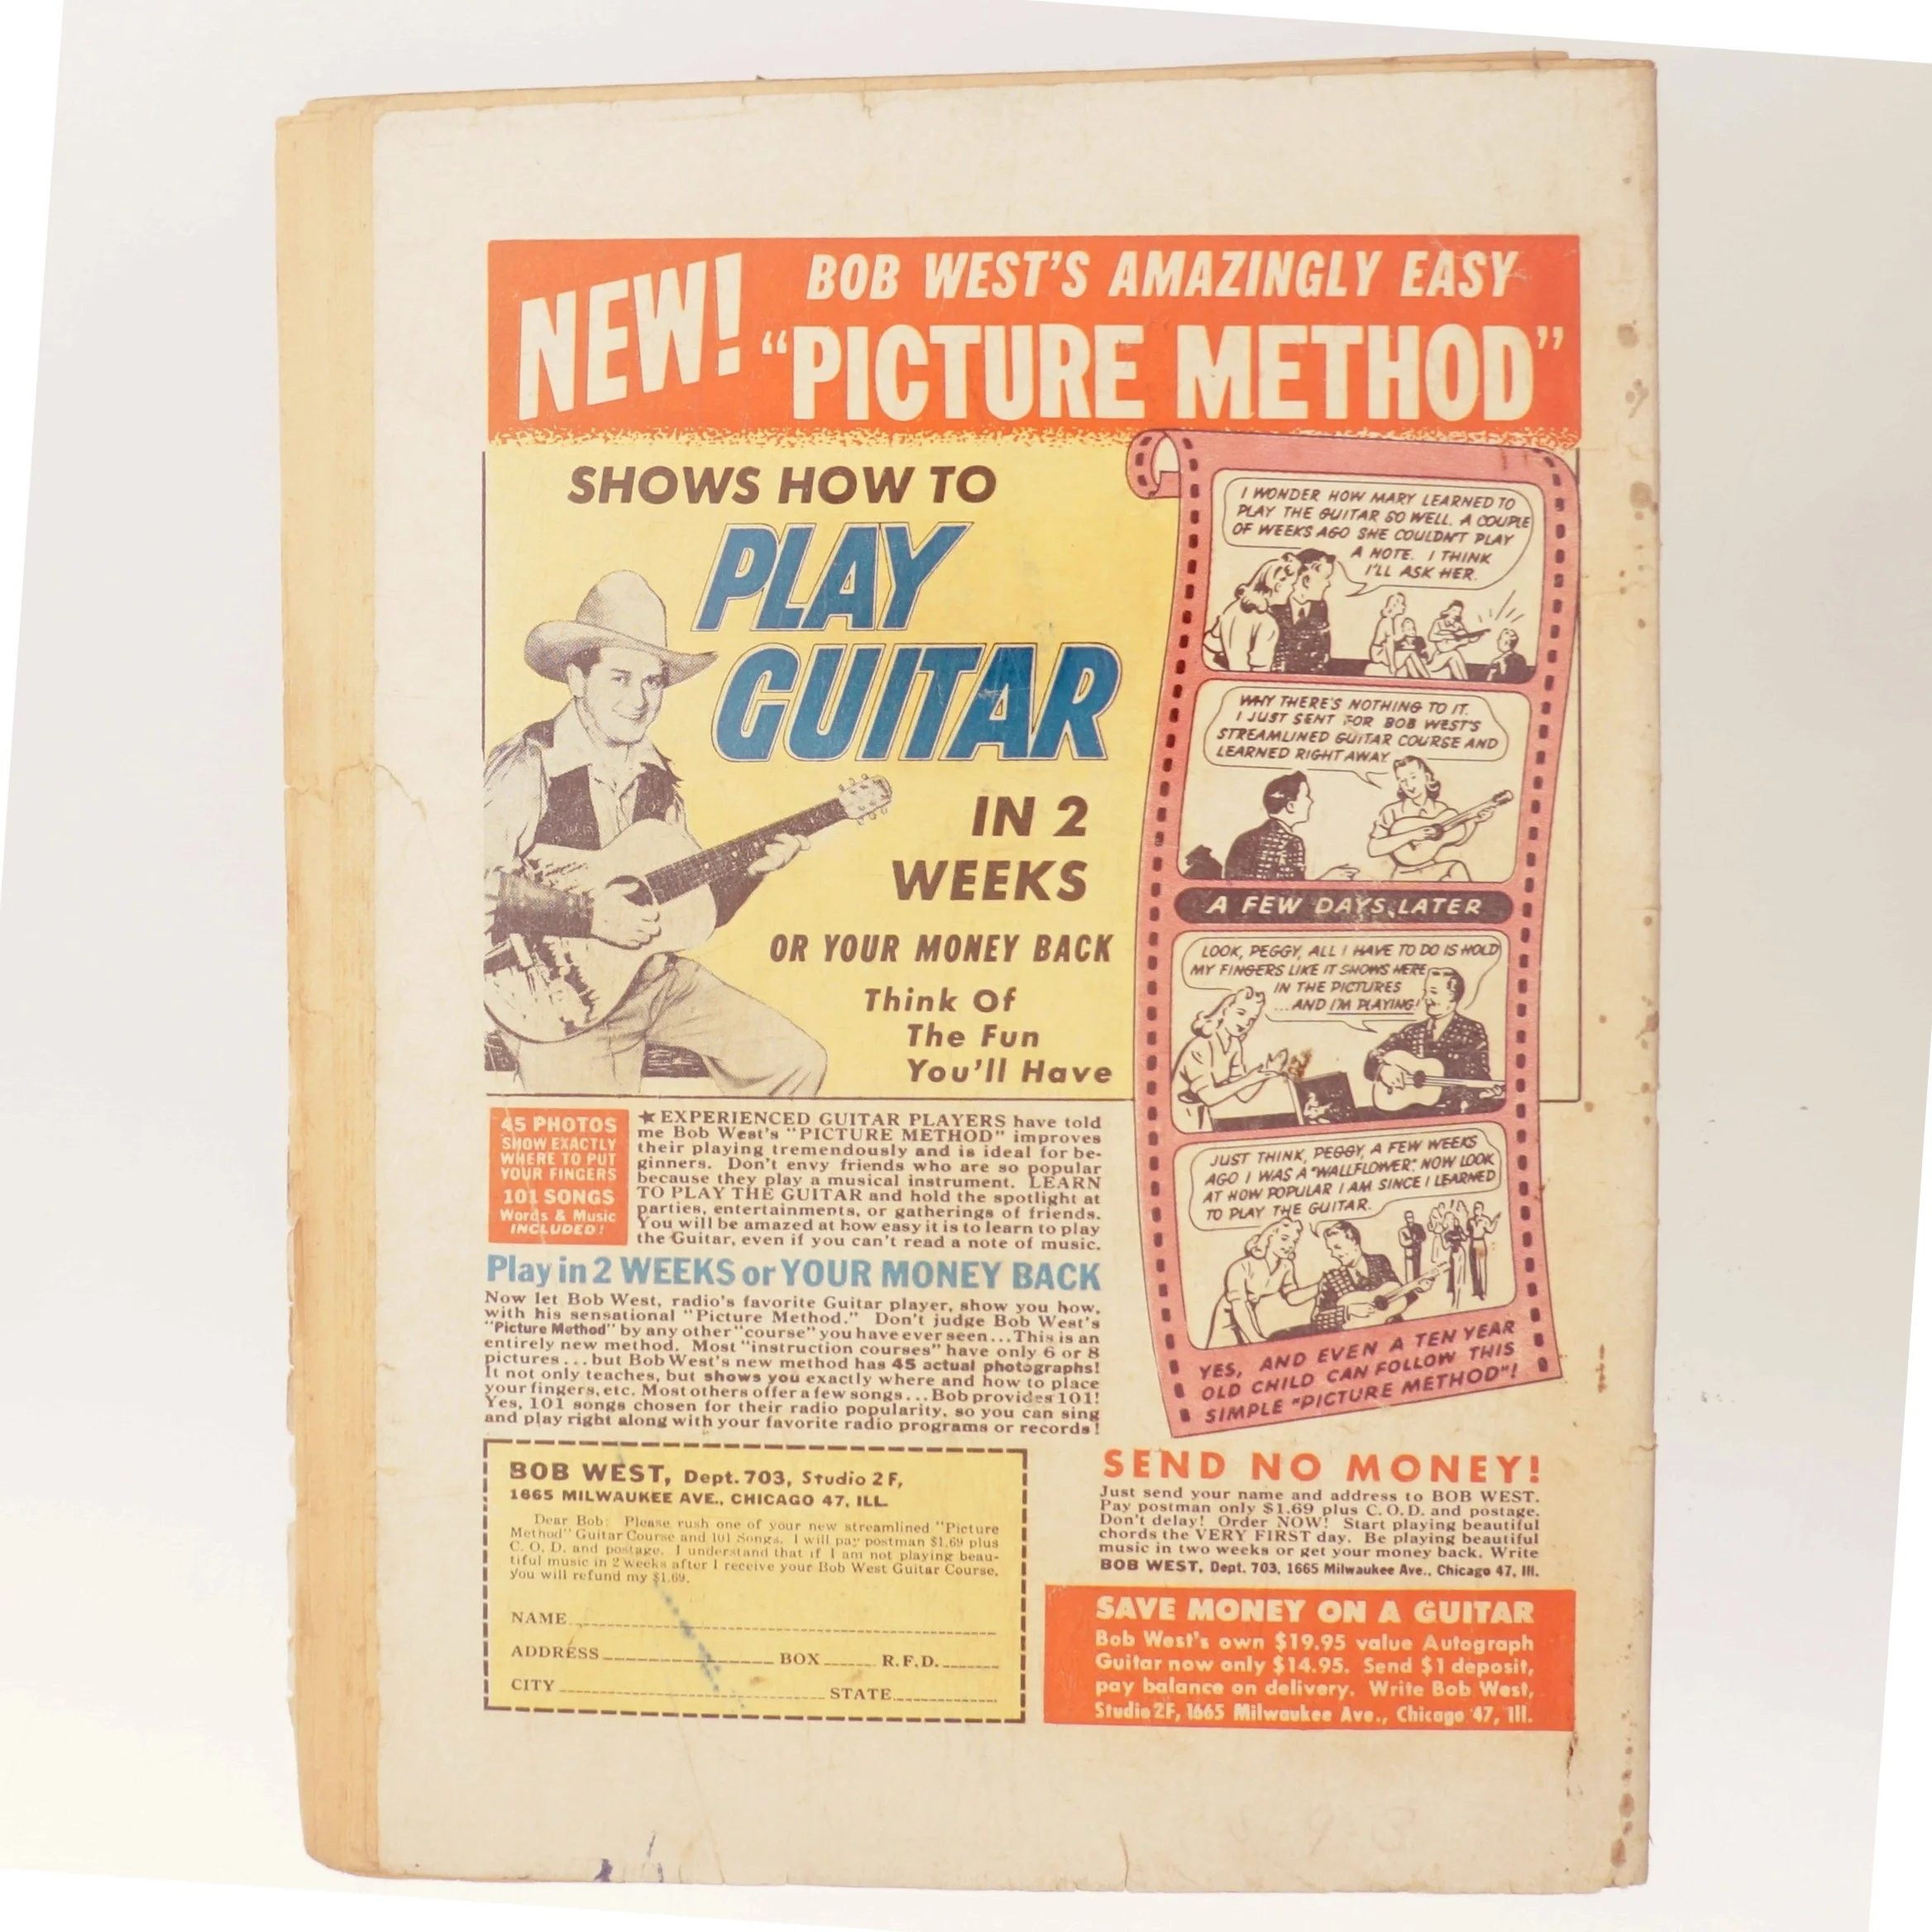 NEW!
BOB WEST'S AMAZINGLY EASY
"PICTURE METHOD"
SHOWS HOW TO
PLAY
GUITAR
IN 2
WEEKS
OR YOUR MONEY BACK
Think Of
The Fun
You'll Have
I WONDER HOW MARY LEARNED TO
PLAY THE GUITAR SO WELL. A COUPLE
OF WEEKS AGO SHE COULDN'T PLAY
A NOTE. I THINK
I'LL ASK HER.
WHY THERE'S NOTHING TO IT.
I JUST SENT FOR BOB WEST'S
STREAMLINED GUITAR COURSE AND
LEARNED RIGHT AWAY.
A FEW DAYS LATER
LOOK, PEGGY, ALL I HAVE TO DO IS HOLD
MY FINGERS LIKE IT SHOWS HERE
IN THE PICTURES
...AND I'M PLAYING!
JUST THINK, PEGGY, A FEW WEEKS
AGO I WAS A "WALLFLOWER". NOW LOOK
AT HOW POPULAR I AM SINCE I LEARNED
TO PLAY THE GUITAR.
YES, AND EVEN A TEN YEAR
OLD CHILD CAN FOLLOW THIS
SIMPLE "PICTURE METHOD"!
45 PHOTOS
SHOW EXACTLY
WHERE TO PUT
YOUR FINGERS
101 SONGS
Words & Music
INCLUDED!
★ EXPERIENCED GUITAR PLAYERS have told
me Bob West's "PICTURE METHOD" improves
their playing tremendously and is ideal for be-
ginners. Don't envy friends who are so popular
because they play a musical instrument. LEARN
TO PLAY THE GUITAR and hold the spotlight at
parties, entertainments, or gatherings of friends.
You will be amazed at how easy it is to learn to play
the Guitar, even if you can't read a note of music.
Play in 2 WEEKS or YOUR MONEY BACK
Now let Bob West, radio's favorite Guitar player, show you how,
with his sensational "Picture Method." Don't judge Bob West's
"Picture Method" by any other "course" you have ever seen...This is an
entirely new method. Most "instruction courses" have only 6 or 8
pictures...but Bob West's new method has 45 actual photographs!
It not only teaches, but shows you exactly where and how to place
your fingers, etc. Most others offer a few songs...Bob provides 101!
Yes, 101 songs chosen for their radio popularity, so you can sing
and play right along with your favorite radio programs or records!
BOB WEST, Dept. 703, Studio 2 F,
1665 MILWAUKEE AVE., CHICAGO 47, ILL.
Dear Bob: Please rush one of your new streamlined "Picture
Method" Guitar Course and 101 Songs. I will pay postman $1.69 plus
C. O. D. and postage. I understand that if I am not playing beau-
tiful music in 2 weeks after I receive your Bob West Guitar Course,
you will refund my $1.69.
NAME
ADDRESS BOX R.F.D.
CITY STATE
SEND NO MONEY!
Just send your name and address to BOB WEST.
Pay postman only $1.69 plus C. O. D. and postage.
Don't delay! Order NOW! Start playing beautiful
chords the VERY FIRST day. Be playing beautiful
music in two weeks or get your money back. Write
BOB WEST, Dept. 703, 1665 Milwaukee Ave., Chicago 47, Ill.
SAVE MONEY ON A GUITAR
Bob West's own $19.95 value Autograph
Guitar now only $14.95. Send $1 deposit,
pay balance on delivery. Write Bob West,
Studio 2F, 1665 Milwaukee Ave., Chicago 47, Ill.